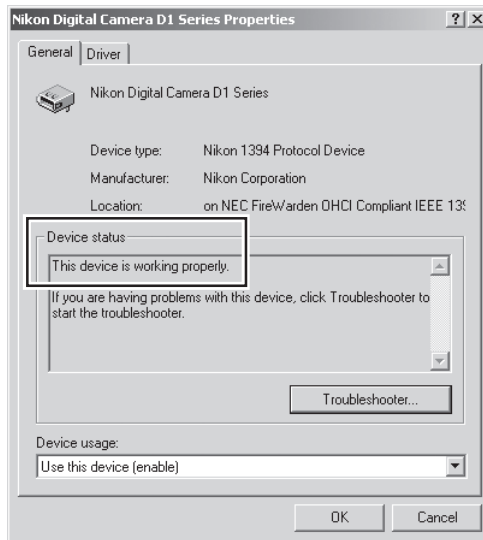 Nikon Digital Camera D1 Series Properties
General
Driver
Nikon Digital Camera D1 Series
Device type: Nikon 1394 Protocol Device
Manufacturer: Nikon Corporation
Location: on NEC FireWarden OHCI Compliant IEEE 139
Device status
This device is working properly.
If you are having problems with this device, click Troubleshooter to
start the troubleshooter.
Troubleshooter...
Device usage:
Use this device (enable)
OK
Cancel